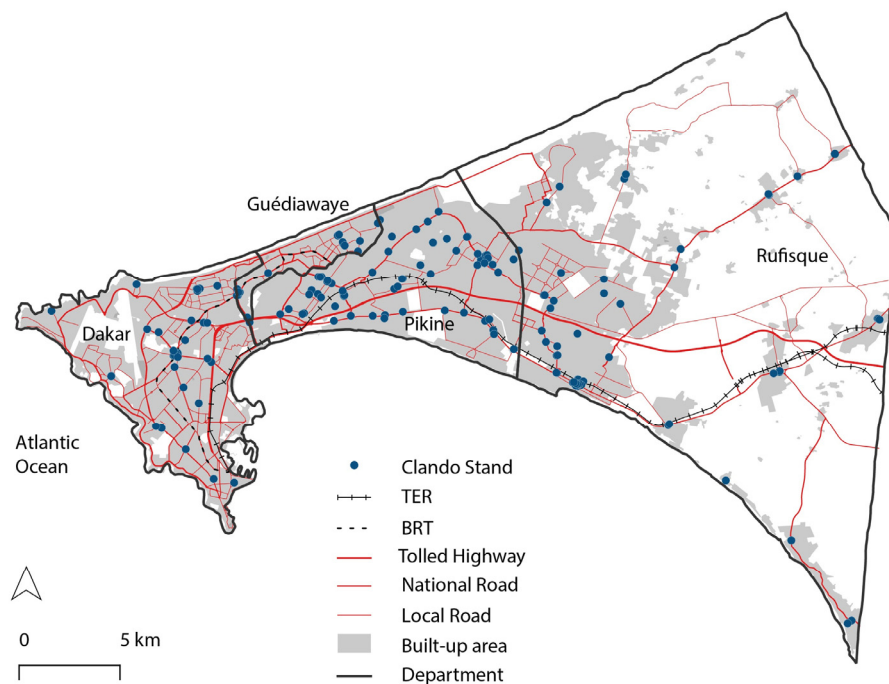 Guédiawaye
Rufisque
Dakar
Pikine
Atlantic
Ocean
Clando Stand
TER
BRT
Tolled Highway
National Road
Local Road
Built-up area
Department
0 5 km